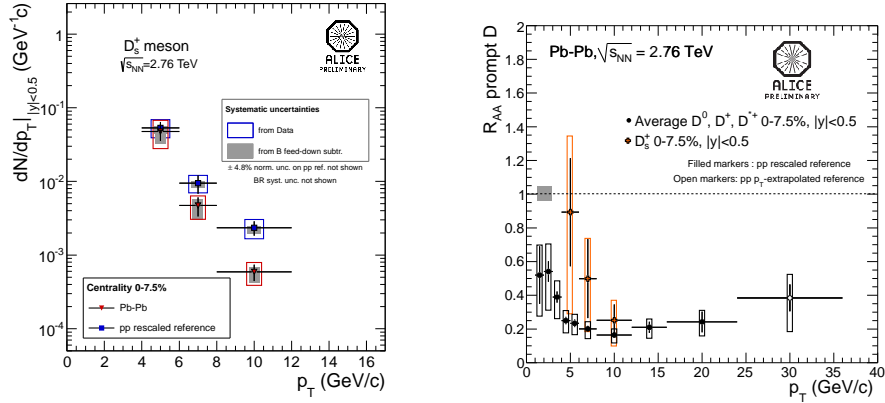 dN/dp_T|_|y|<0.5 (GeV⁻¹c)
1
10⁻¹
10⁻²
10⁻³
10⁻⁴
D_s^+ meson
√s_NN=2.76 TeV
ALICE
PRELIMINARY
Systematic uncertainties
from Data
from B feed-down subtr.
± 4.8% norm. unc. on pp ref. not shown
BR syst. unc. not shown
Centrality 0-7.5%
Pb-Pb
pp rescaled reference
0 2 4 6 8 10 12 14 16
p_T (GeV/c)
R_AA prompt D
2
1.8
1.6
1.4
1.2
1
0.8
0.6
0.4
0.2
0
Pb-Pb,√s_NN = 2.76 TeV
ALICE
PRELIMINARY
Average D⁰, D⁺, D*⁺ 0-7.5%, |y|<0.5
D_s^+ 0-7.5%, |y|<0.5
Filled markers : pp rescaled reference
Open markers: pp p_T-extrapolated reference
0 5 10 15 20 25 30 35 40
p_T (GeV/c)